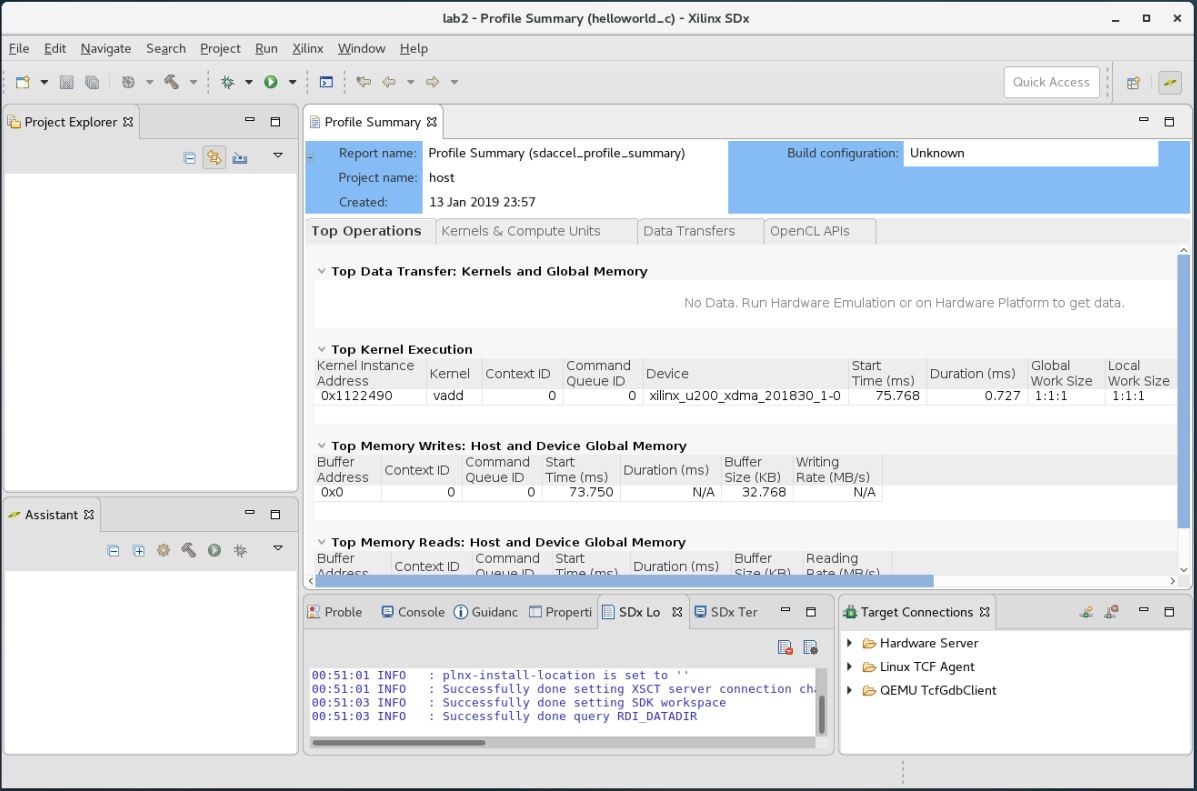 lab2 - Profile Summary (helloworld_c) - Xilinx SDx
File Edit Navigate Search Project Run Xilinx Window Help
Quick Access
Project Explorer
Profile Summary
Report name: Profile Summary (sdaccel_profile_summary)
Build configuration: Unknown
Project name: host
Created: 13 Jan 2019 23:57
Top Operations Kernels & Compute Units Data Transfers OpenCL APIs
Top Data Transfer: Kernels and Global Memory
No Data. Run Hardware Emulation or on Hardware Platform to get data.
Top Kernel Execution
Kernel Instance Address Kernel Context ID Command Queue ID Device Start Time (ms) Duration (ms) Global Work Size Local Work Size
0x1122490 vadd 0 0 xilinx_u200_xdma_201830_1-0 75.768 0.727 1:1:1 1:1:1
Top Memory Writes: Host and Device Global Memory
Buffer Address Context ID Command Queue ID Start Time (ms) Duration (ms) Buffer Size (KB) Writing Rate (MB/s)
0x0 0 0 73.750 N/A 32.768 N/A
Top Memory Reads: Host and Device Global Memory
Buffer Address Context ID Command Queue ID Start Time (ms) Duration (ms) Buffer Size (KB) Reading Rate (MB/s)
Assistant
Proble Console Guidanc Properti SDx Lo SDx Ter
00:51:01 INFO : plnx-install-location is set to ''
00:51:01 INFO : Successfully done setting XSCT server connection cha
00:51:03 INFO : Successfully done setting SDK workspace
00:51:03 INFO : Successfully done query RDI_DATADIR
Target Connections
Hardware Server
Linux TCF Agent
QEMU TcfGdbClient